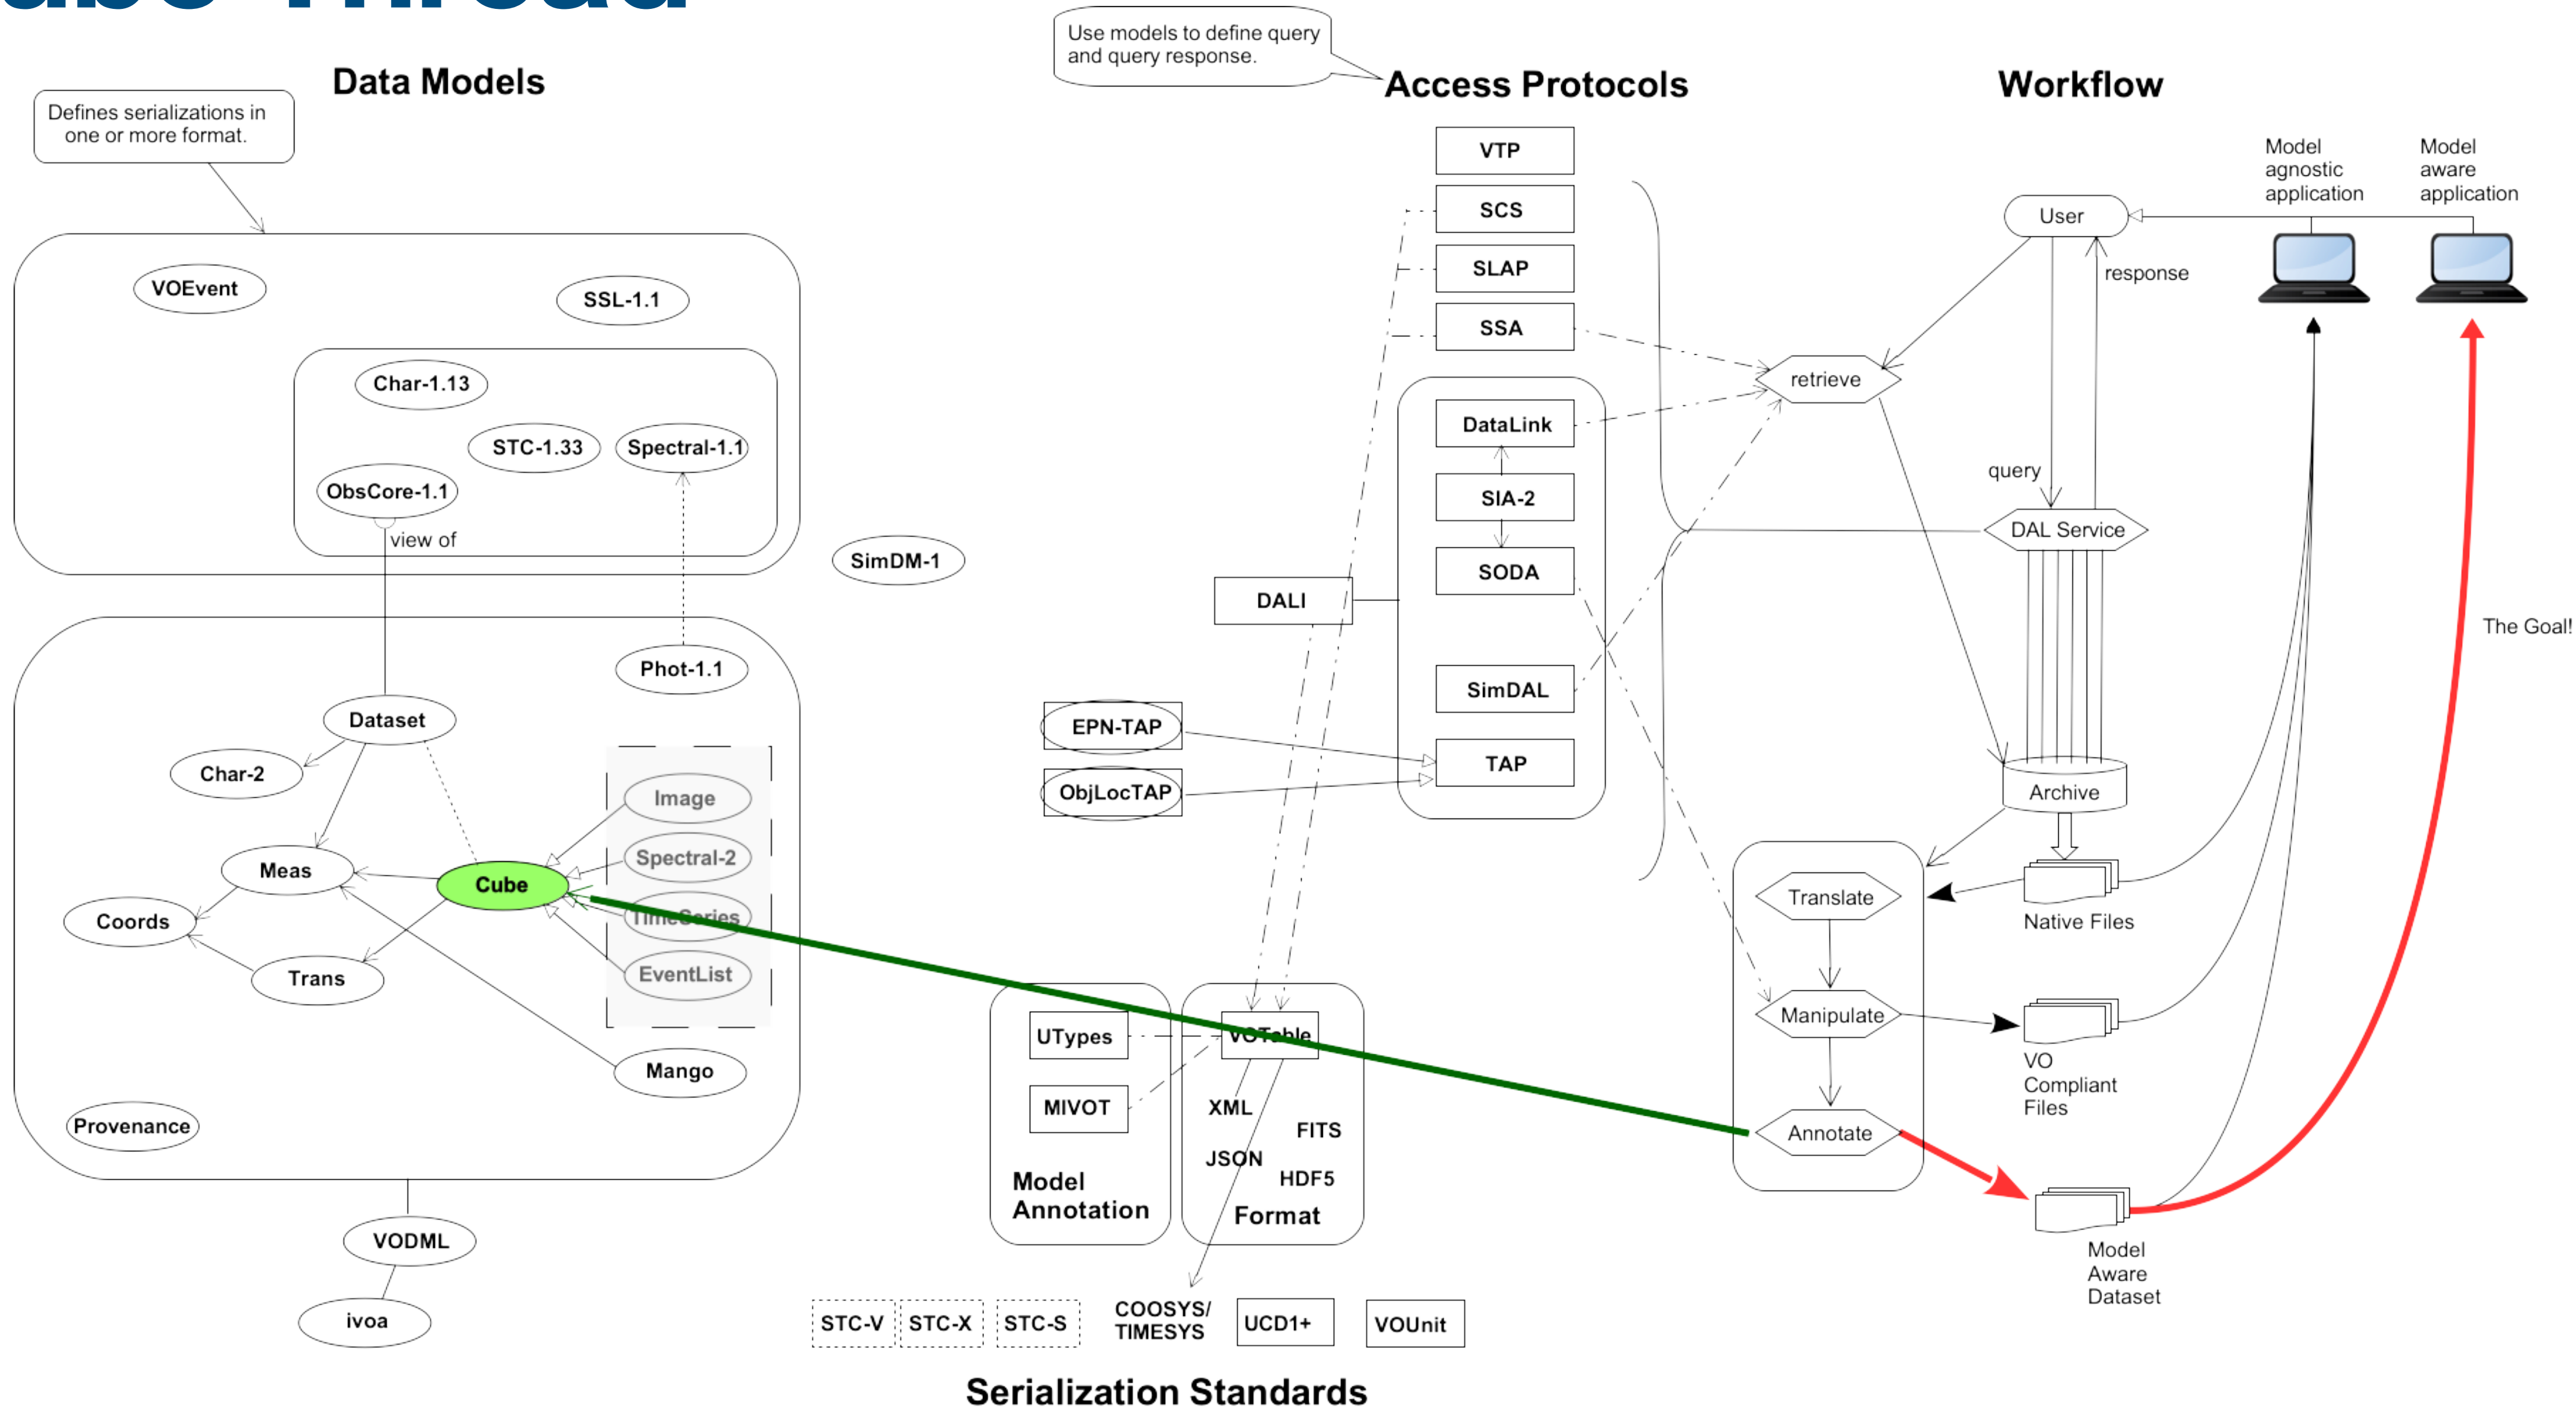 ube Thread
Data Models
Access Protocols
Workflow
Use models to define query
and query response.
Defines serializations in
one or more format.
VOEvent
SSL-1.1
Char-1.13
STC-1.33
Spectral-1.1
ObsCore-1.1
view of
SimDM-1
Phot-1.1
Dataset
Char-2
Image
Spectral-2
TimeSeries
EventList
Meas
Cube
Coords
Trans
Mango
Provenance
VODML
ivoa
VTP
SCS
SLAP
SSA
DataLink
SIA-2
SODA
DALI
SimDAL
EPN-TAP
TAP
ObjLocTAP
UTypes
VOTable
MIVOT
XML
FITS
JSON
HDF5
Model
Annotation
Format
STC-V
STC-X
STC-S
COOSYS/
TIMESYS
UCD1+
VOUnit
Serialization Standards
Model
agnostic
application
Model
aware
application
User
response
retrieve
query
DAL Service
The Goal!
Archive
Translate
Native Files
Manipulate
VO
Compliant
Files
Annotate
Model
Aware
Dataset